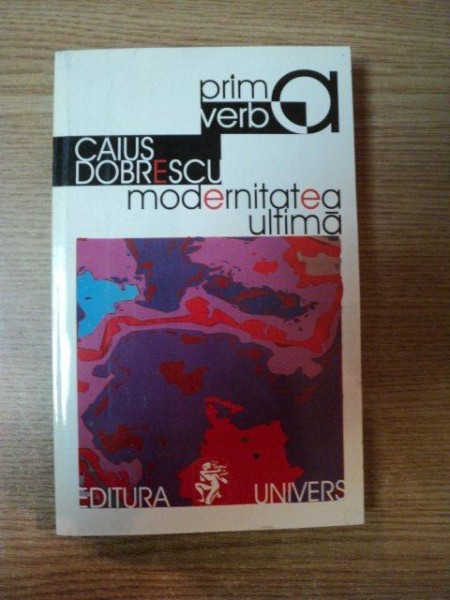 prim
verb a
CAIUS
DOBRESCU
modernitatea
ultimă
EDITURA UNIVERS